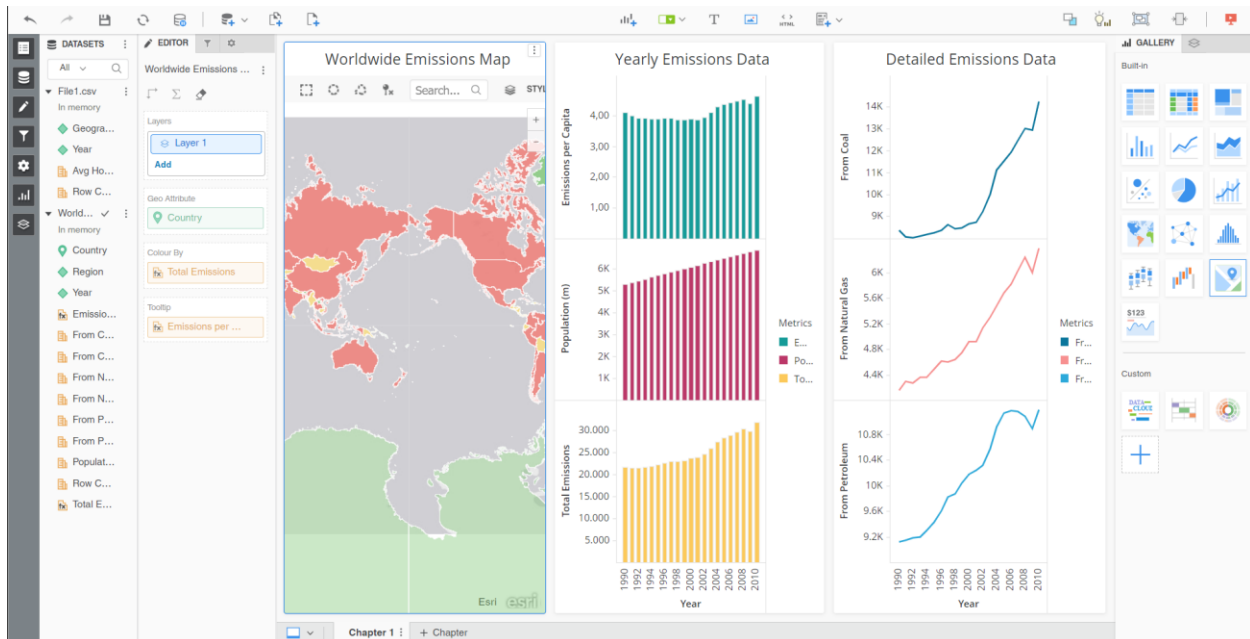 HTML
DATASETS
All
File1.csv
In memory
Geogra...
Year
Avg Ho...
Row C...
World...
In memory
Country
Region
Year
Emissio...
From C...
From C...
From N...
From N...
From P...
From P...
Populat...
Row C...
Total E...
EDITOR
Worldwide Emissions ...
Layers
Layer 1
Add
Geo Attribute
Country
Colour By
Total Emissions
Tooltip
Emissions per ...
Worldwide Emissions Map
Search...
STYL
Esri esri
Yearly Emissions Data
Emissions per Capita
4,00
3,00
2,00
1,00
Population (m)
6K
5K
4K
3K
2K
1K
Total Emissions
30.000
25.000
20.000
15.000
10.000
5.000
1990 1992 1994 1996 1998 2000 2002 2004 2006 2008 2010
Year
Metrics
E...
Po...
To...
Detailed Emissions Data
From Coal
14K
13K
12K
11K
10K
9K
From Natural Gas
6K
5.6K
5.2K
4.8K
4.4K
From Petroleum
10.8K
10.4K
10K
9.6K
9.2K
1990 1992 1994 1996 1998 2000 2002 2004 2006 2008 2010
Year
Metrics
Fr...
Fr...
Fr...
GALLERY
Built-in
$123
Custom
DATA
CLOUD
Chapter 1
+ Chapter